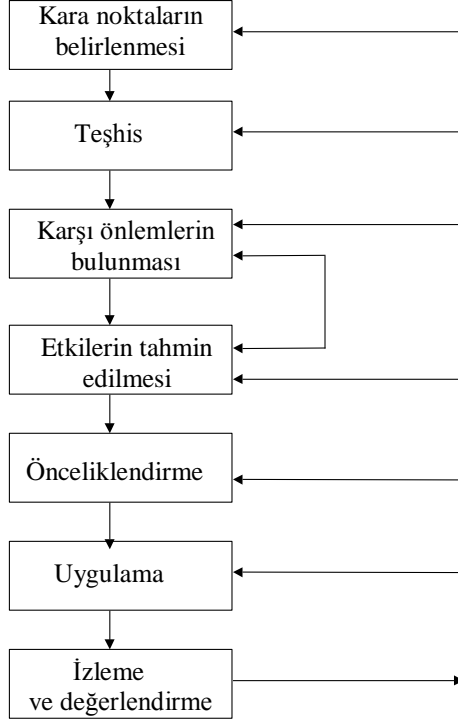 Kara noktaların
belirlenmesi
Teşhis
Karşı önlemlerin
bulunması
Etkilerin tahmin
edilmesi
Önceliklendirme
Uygulama
İzleme
ve değerlendirme